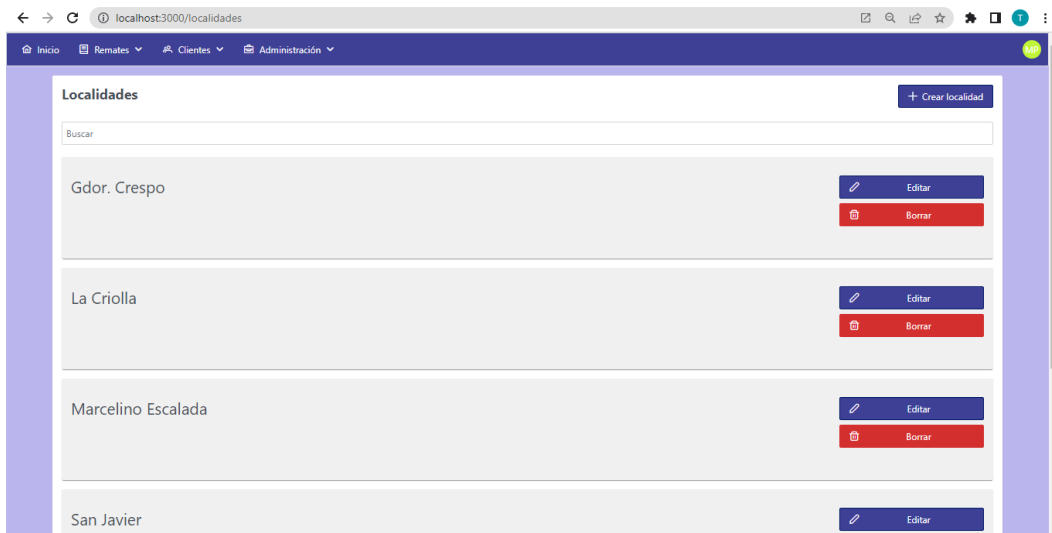 localhost:3000/localidades
T
Inicio Remates Clientes Administración MP
Localidades
+ Crear localidad
Buscar
Gdor. Crespo
Editar
Borrar
La Criolla
Editar
Borrar
Marcelino Escalada
Editar
Borrar
San Javier
Editar